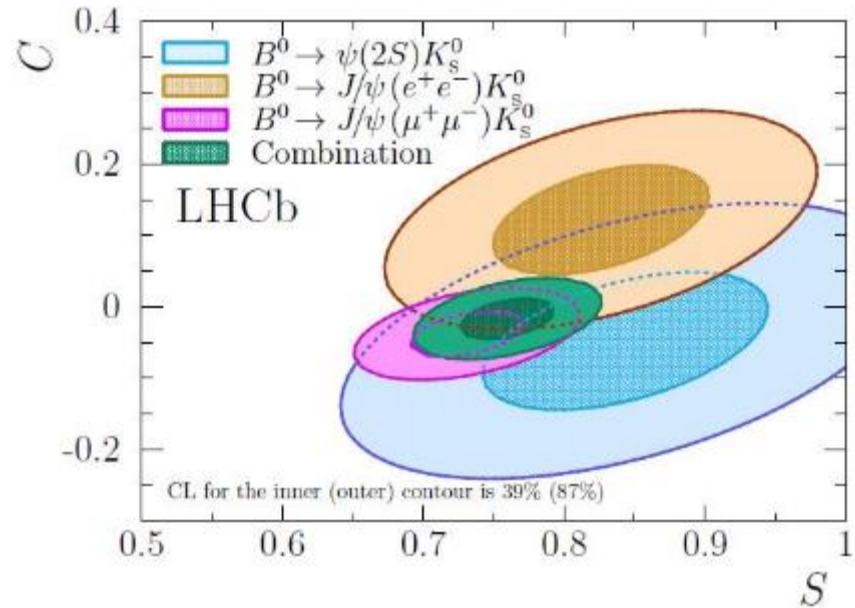 C
0.4
0.2
0
-0.2
B⁰ → ψ(2S)K⁰ₛ
B⁰ → J/ψ(e⁺e⁻)K⁰ₛ
B⁰ → J/ψ(μ⁺μ⁻)K⁰ₛ
Combination
LHCb
CL for the inner (outer) contour is 39% (87%)
0.5 0.6 0.7 0.8 0.9 1
S